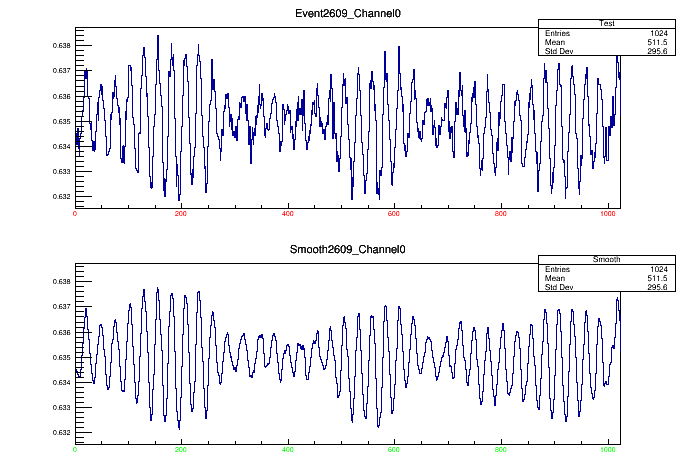 Event2609_Channel0
Test
Entries 1024
Mean 511.5
Std Dev 295.6
0.638
0.637
0.636
0.635
0.634
0.633
0.632
0 200 400 600 800 1000
Smooth2609_Channel0
Smooth
Entries 1024
Mean 511.5
Std Dev 295.6
0.638
0.637
0.636
0.635
0.634
0.633
0.632
0 200 400 600 800 1000